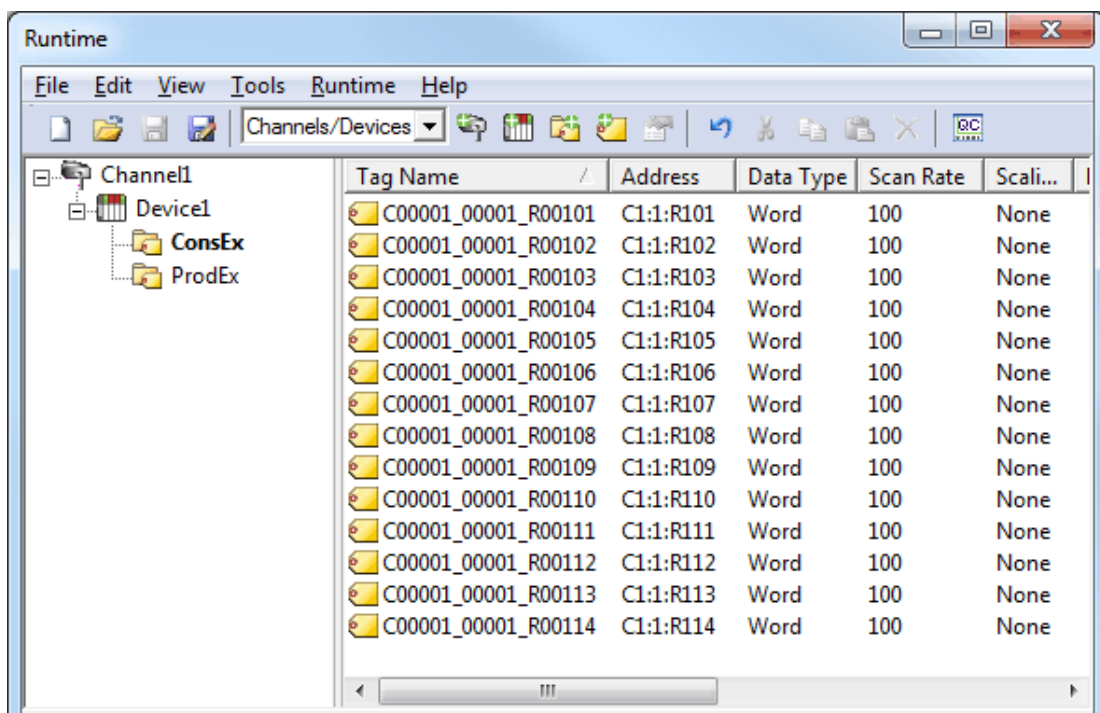 Runtime
File Edit View Tools Runtime Help
Channels/Devices QC
Channel1
Device1
ConsEx
ProdEx
Tag Name Address Data Type Scan Rate Scali...
C00001_00001_R00101 C1:1:R101 Word 100 None
C00001_00001_R00102 C1:1:R102 Word 100 None
C00001_00001_R00103 C1:1:R103 Word 100 None
C00001_00001_R00104 C1:1:R104 Word 100 None
C00001_00001_R00105 C1:1:R105 Word 100 None
C00001_00001_R00106 C1:1:R106 Word 100 None
C00001_00001_R00107 C1:1:R107 Word 100 None
C00001_00001_R00108 C1:1:R108 Word 100 None
C00001_00001_R00109 C1:1:R109 Word 100 None
C00001_00001_R00110 C1:1:R110 Word 100 None
C00001_00001_R00111 C1:1:R111 Word 100 None
C00001_00001_R00112 C1:1:R112 Word 100 None
C00001_00001_R00113 C1:1:R113 Word 100 None
C00001_00001_R00114 C1:1:R114 Word 100 None